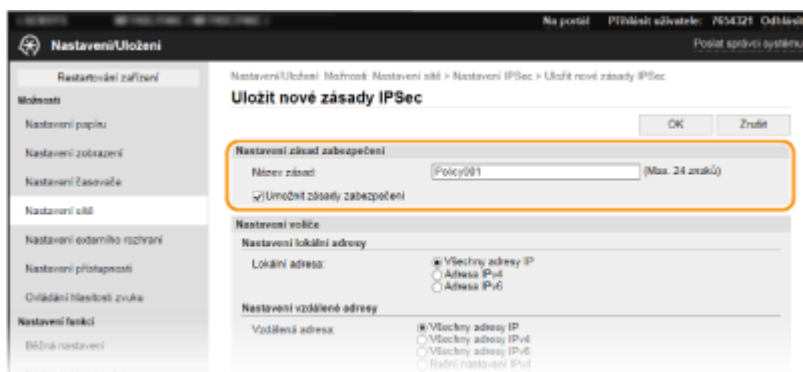 Na portál Přihlásit uživatele: 7654321 Odhlásit
Nastavení/Uložení
Poslat správci systému
Restartování zařízení
Nastavení/Uložení: Možnosti: Nastavení sítě > Nastavení IPSec > Uložit nové zásady IPSec
Uložit nové zásady IPSec
Možnosti
OK Zrušit
Nastavení papíru
Nastavení zobrazení
Nastavení časovače
Nastavení sítě
Nastavení externího rozhraní
Nastavení přístupnosti
Ovládání hlasitosti zvuku
Nastavení funkcí
Běžná nastavení
Nastavení zásad zabezpečení
Název zásad: Policy001 (Max. 24 znaků)
Umožnit zásady zabezpečení
Nastavení voliče
Nastavení lokální adresy
Lokální adresa: Všechny adresy IP
Adresa IPv4
Adresa IPv6
Nastavení vzdálené adresy
Vzdálená adresa: Všechny adresy IP
Všechny adresy IPv4
Všechny adresy IPv6
Ruční nastavení IPv4